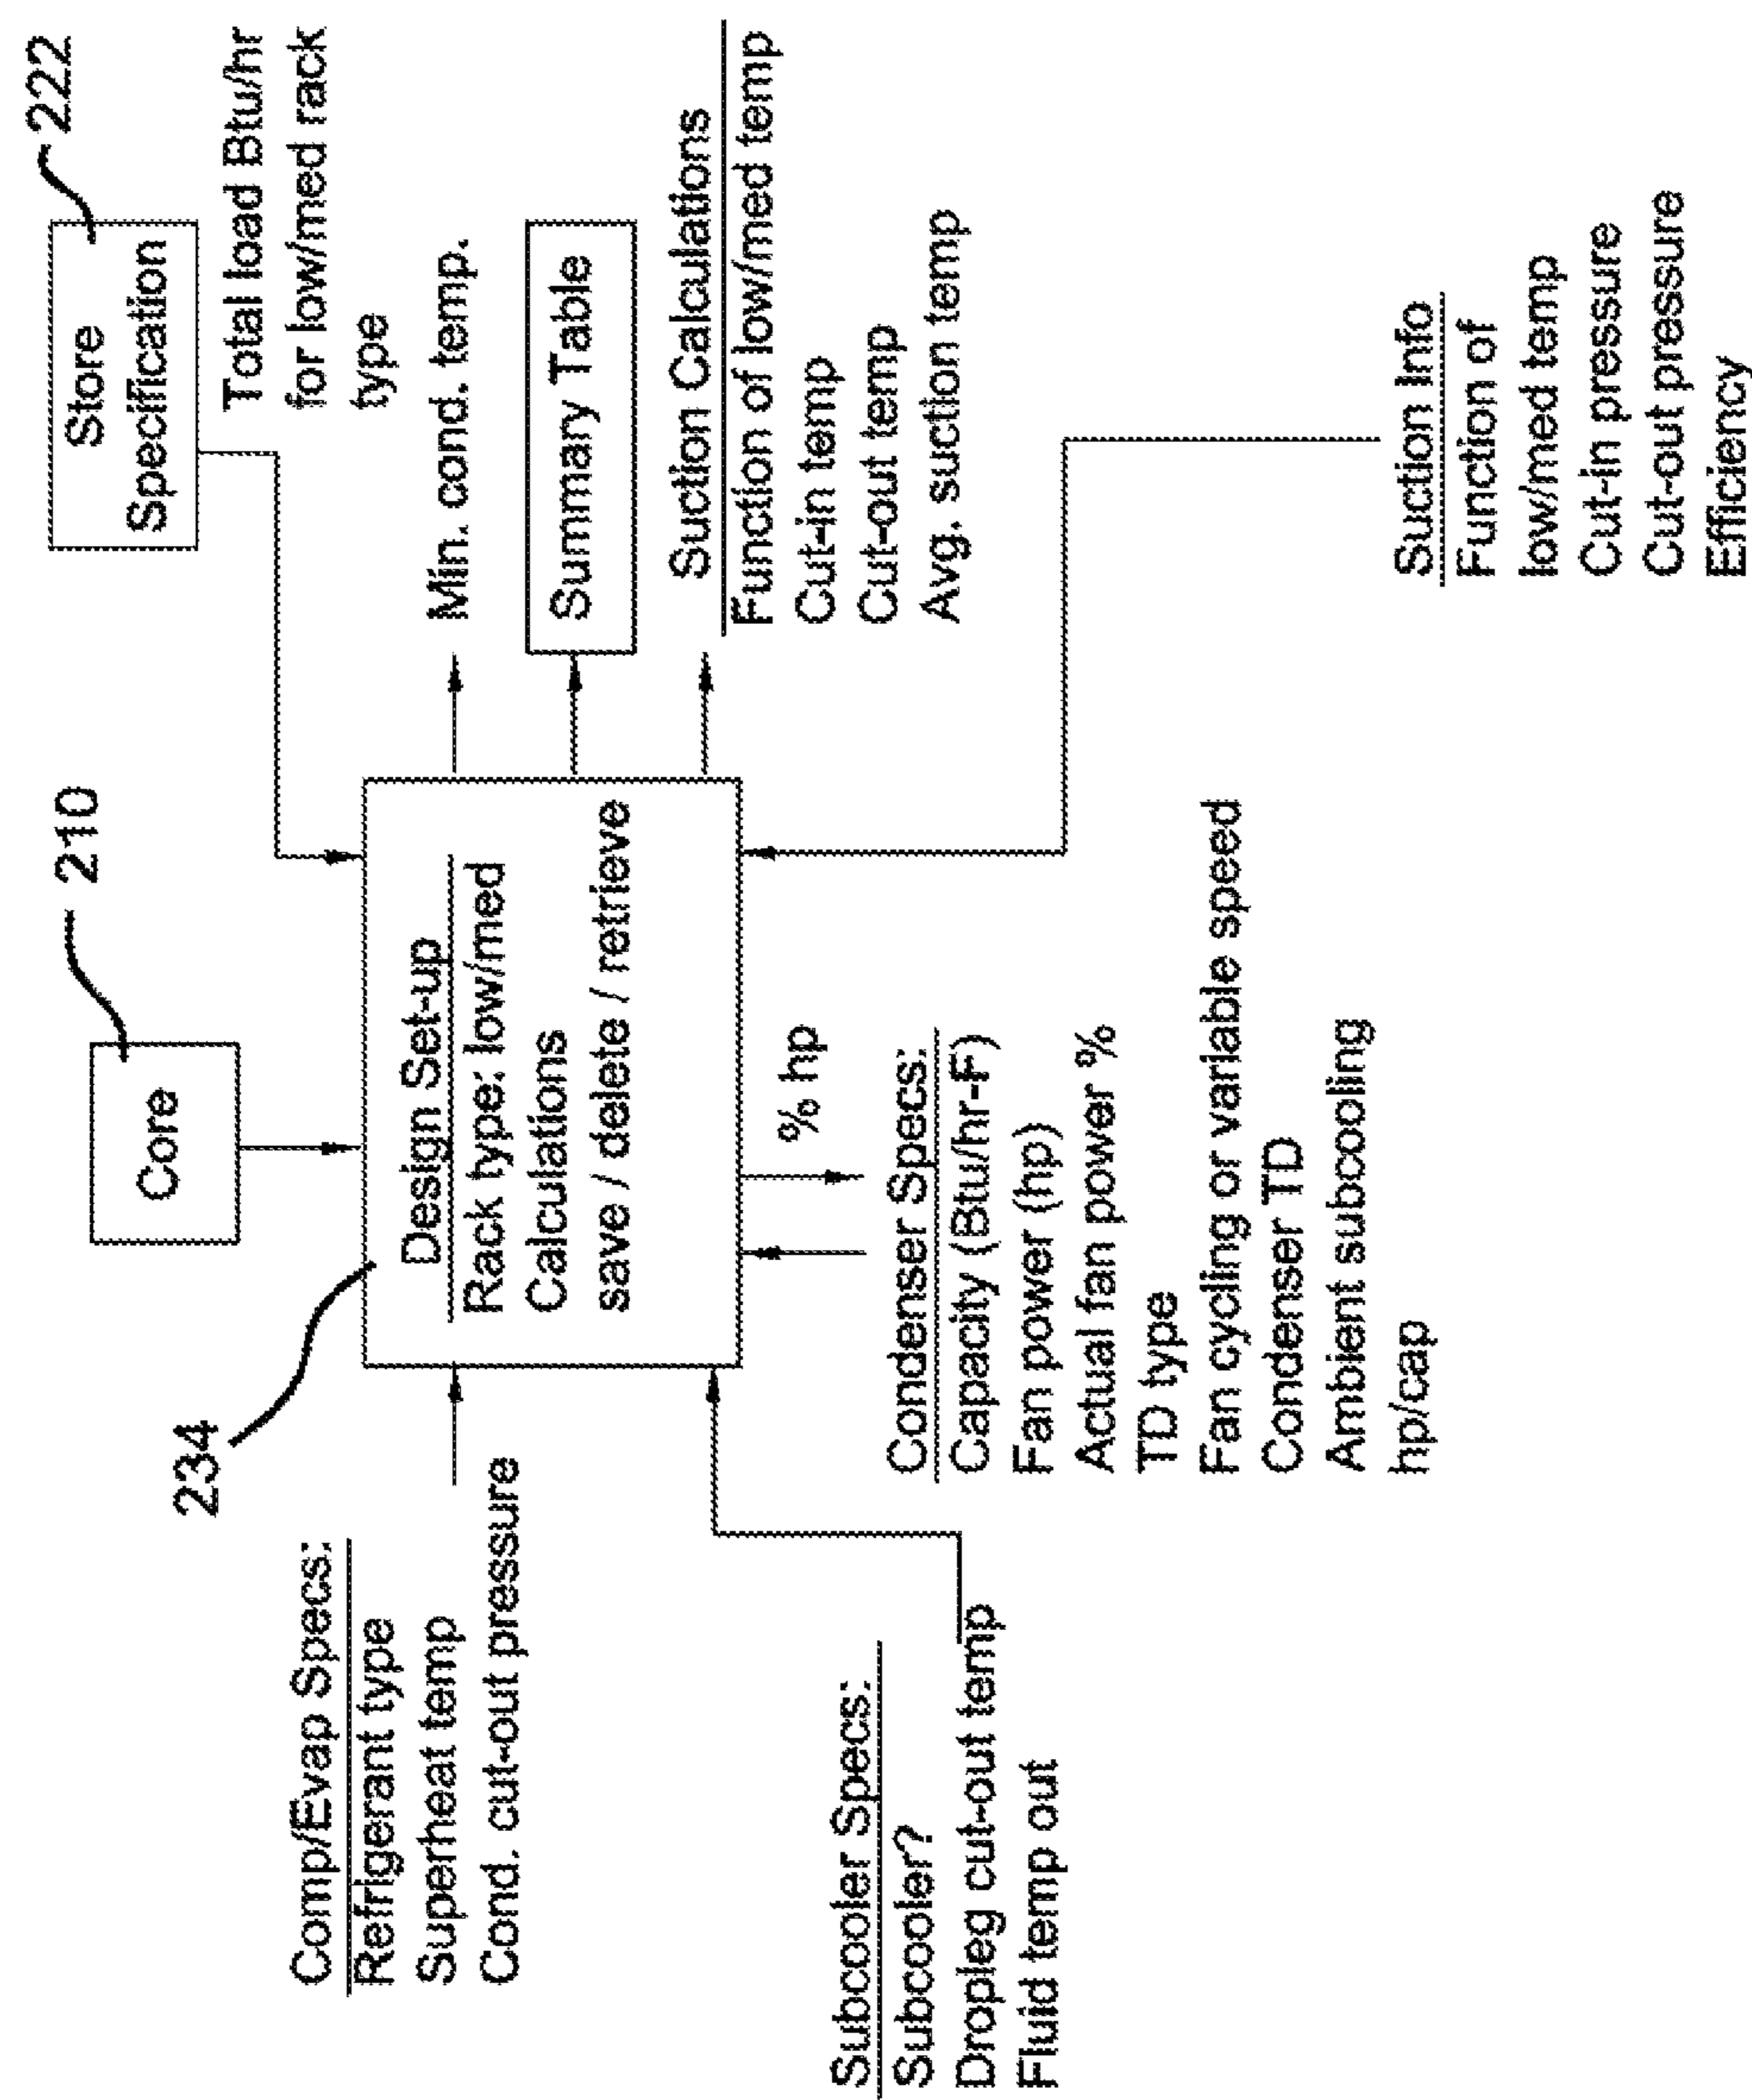 Store
Specification
222
Total load Btu/hr
for low/med rack
type
Core
210
234
Design Set-up
Rack type: low/med
Calculations
save / delete / retrieve
Comp/Evap Specs:
Refrigerant type
Superheat temp
Cond. cut-out pressure
Min. cond. temp.
Summary Table
Suction Calculations
Function of low/med temp
Cut-in temp
Cut-out temp
Avg. suction temp
Subcooler Specs:
Subcooler?
Dropleg cut-out temp
Fluid temp out
% hp
Condenser Specs:
Capacity (Btu/hr-F)
Fan power (hp)
Actual fan power %
TD type
Fan cycling or variable speed
Condenser TD
Ambient subcooling
hp/cap
Suction Info
Function of
low/med temp
Cut-in pressure
Cut-out pressure
Efficiency